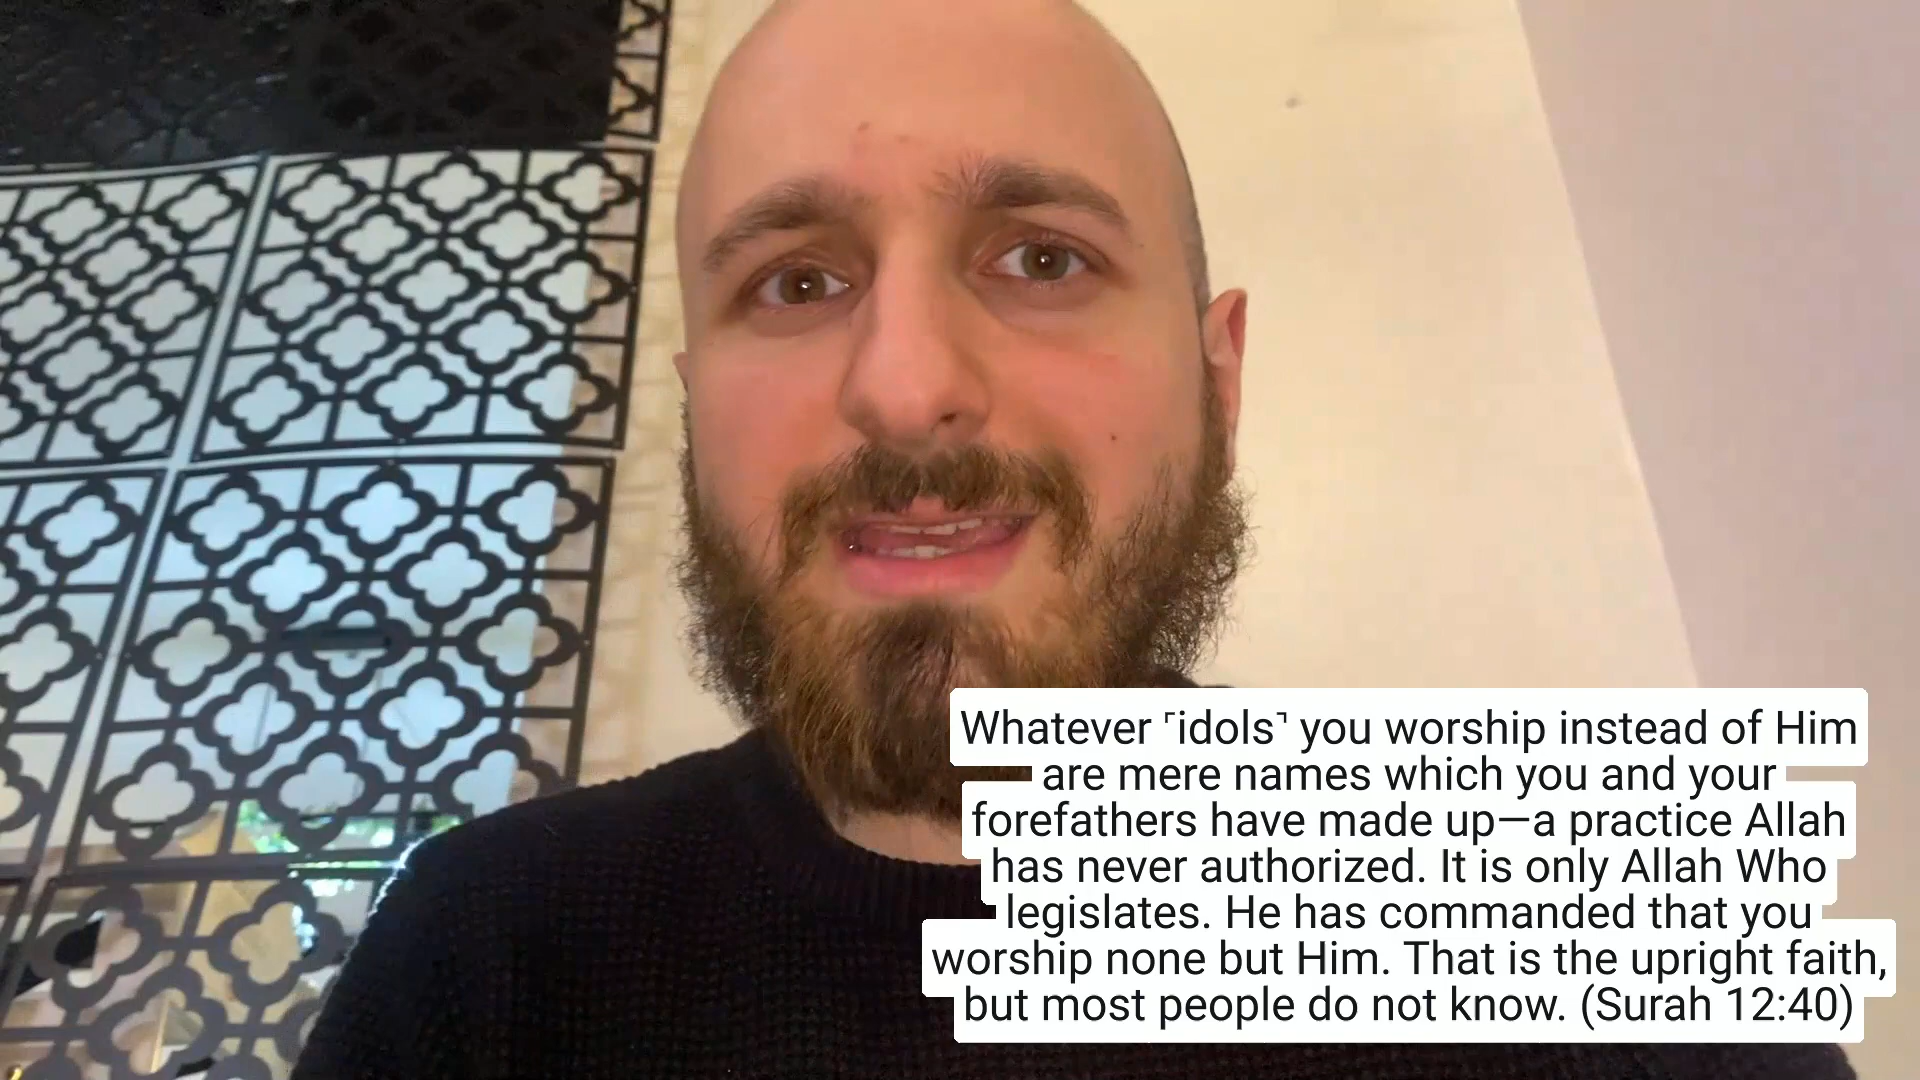 Whatever ⸢idols⸣ you worship instead of Him
are mere names which you and your
forefathers have made up—a practice Allah
has never authorized. It is only Allah Who
legislates. He has commanded that you
worship none but Him. That is the upright faith,
but most people do not know. (Surah 12:40)